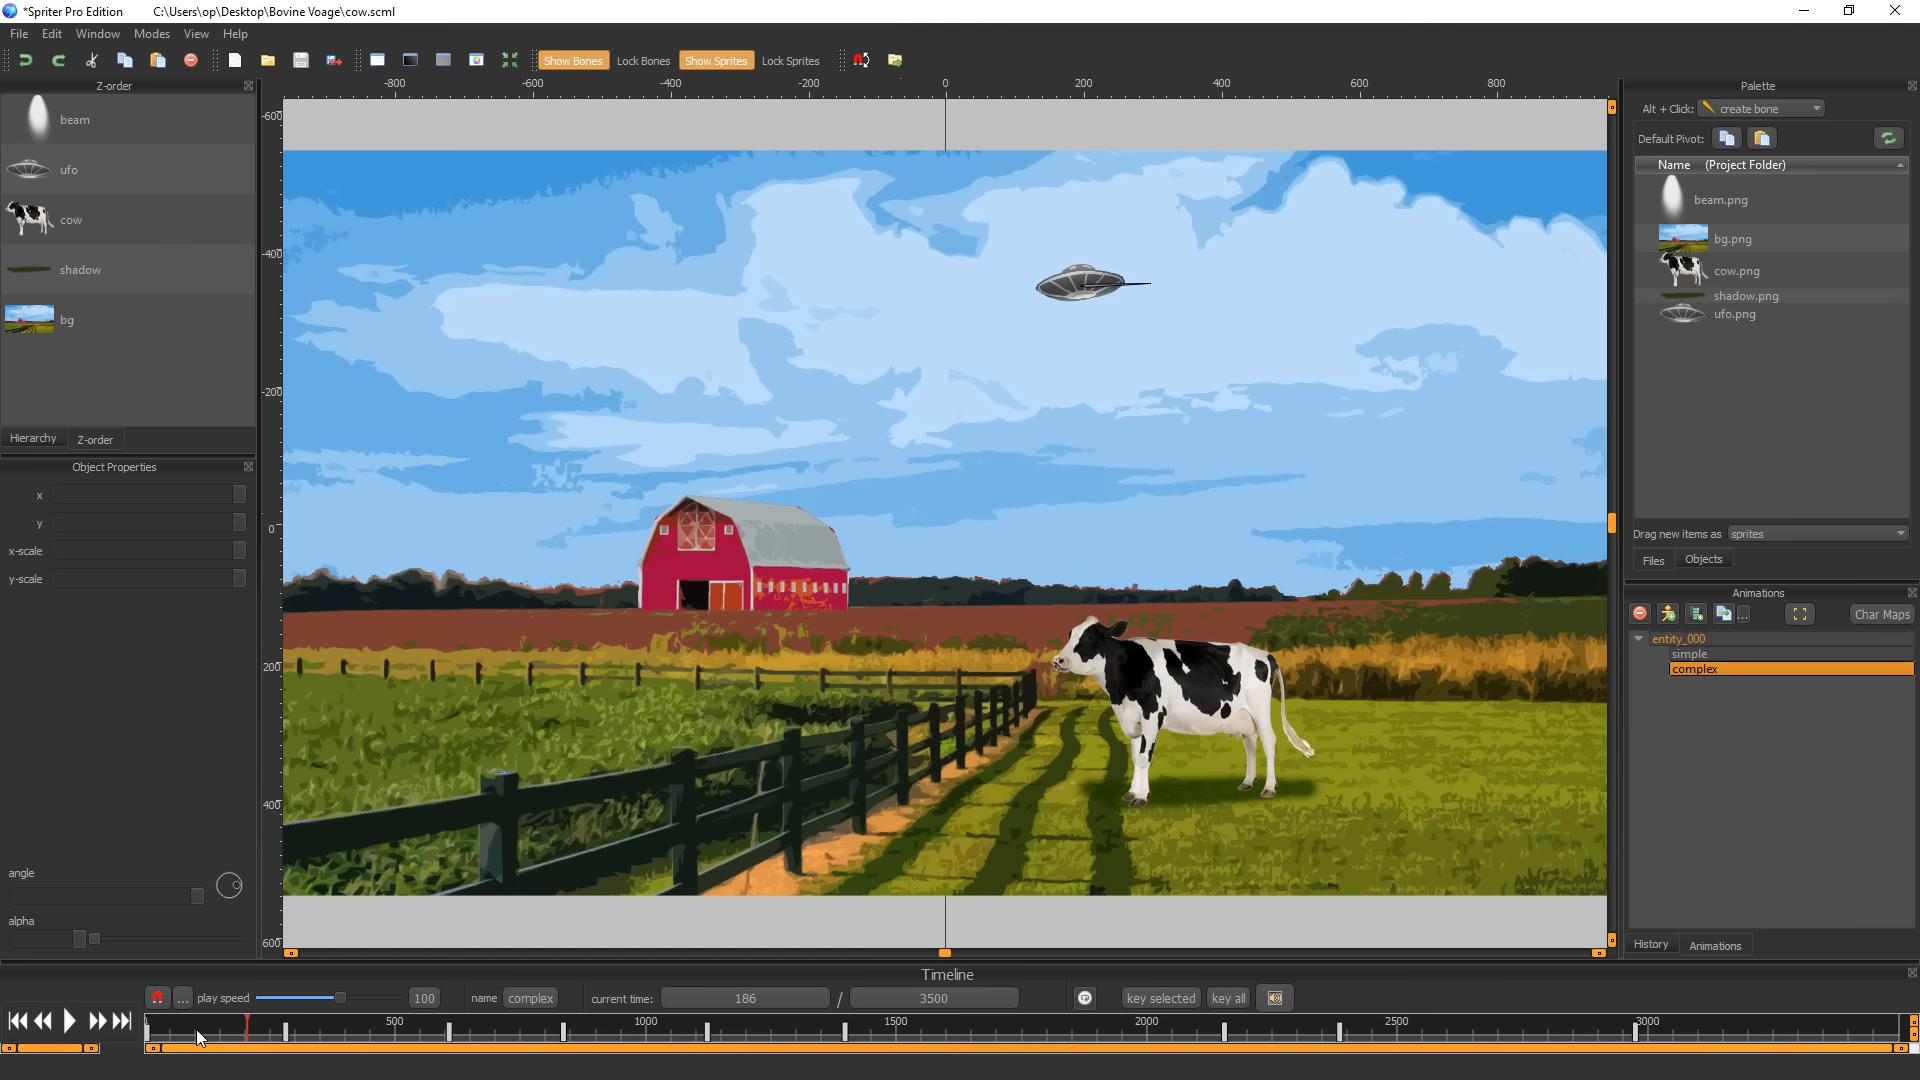 *Spriter Pro Edition C:\Users\op\Desktop\Bovine Voage\cow.scml
File Edit Window Modes View Help
Show Bones Lock Bones Show Sprites Lock Sprites
Z-order
beam
ufo
cow
shadow
bg
Hierarchy Z-order
Object Properties
x
y
x-scale
y-scale
angle
alpha
-800 -600 -400 -200 0 200 400 600 800
-600
-400
-200
0
200
400
600
Palette
Alt + Click: create bone
Default Pivot:
Name (Project Folder)
beam.png
bg.png
cow.png
shadow.png
ufo.png
Drag new items as sprites
Files Objects
Animations
... Char Maps
entity_000
simple
complex
History Animations
Timeline
... play speed 100 name complex current time: 186 / 3500 key selected key all
0 500 1000 1500 2000 2500 3000